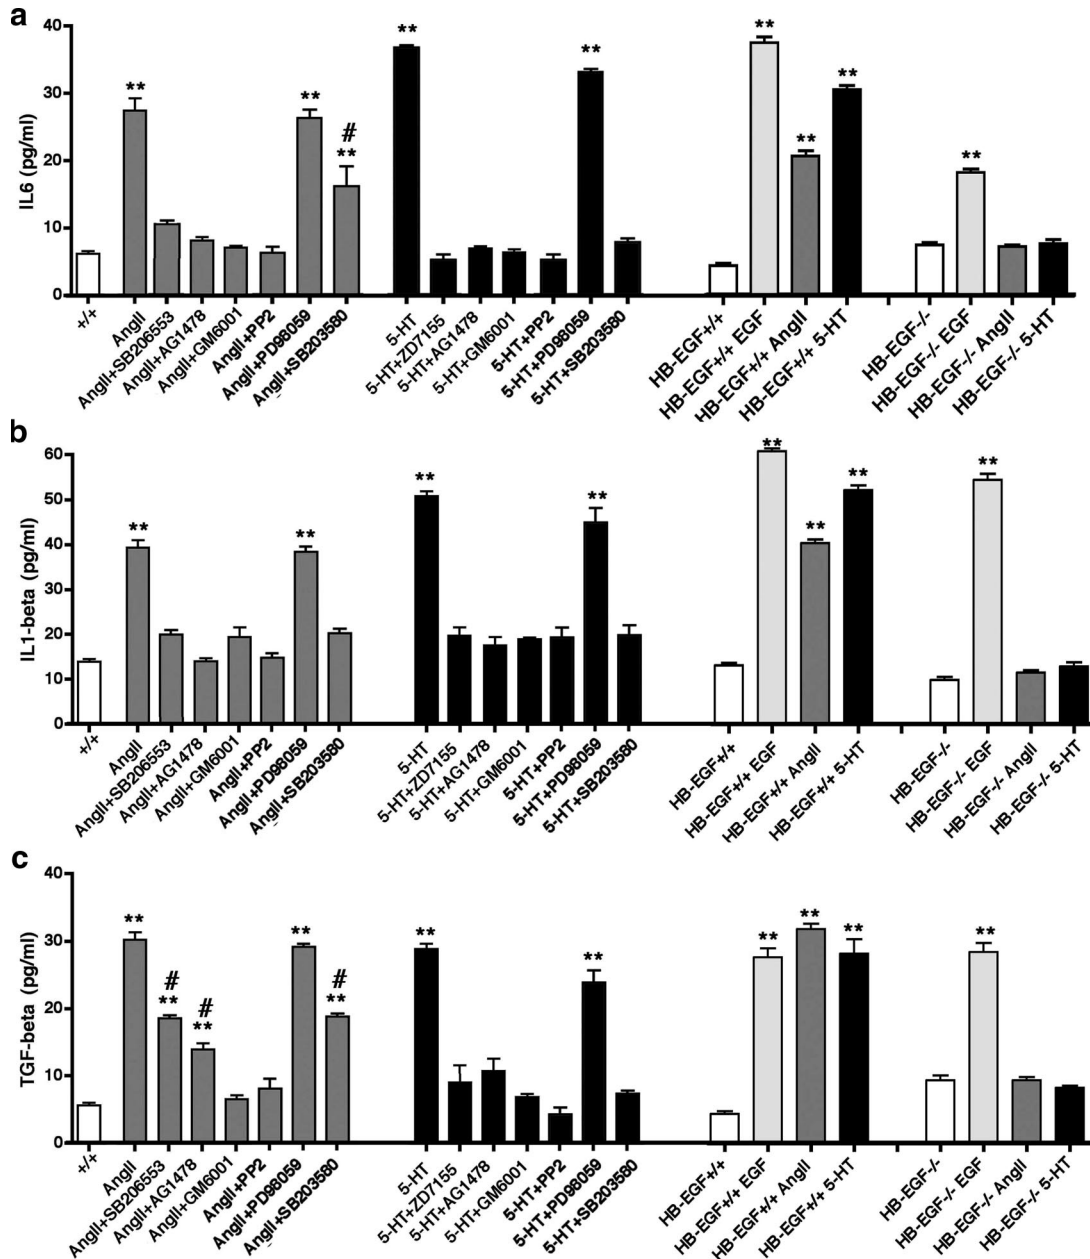 a
IL6 (pg/ml)
40
30
20
10
0
** ** # ** ** ** ** ** ** **
+/+
AngII
AngII+SB206553
AngII+AG1478
AngII+GM6001
AngII+PP2
AngII+PD98059
AngII+SB203580
5-HT
5-HT+ZD7155
5-HT+AG1478
5-HT+GM6001
5-HT+PP2
5-HT+PD98059
5-HT+SB203580
HB-EGF+/+
HB-EGF+/+ EGF
HB-EGF+/+ AngII
HB-EGF+/+ 5-HT
HB-EGF-/-
HB-EGF-/- EGF
HB-EGF-/- AngII
HB-EGF-/- 5-HT
b
IL1-beta (pg/ml)
60
50
40
30
20
10
0
** ** ** ** ** ** ** **
+/+
AngII
AngII+SB206553
AngII+AG1478
AngII+GM6001
AngII+PP2
AngII+PD98059
AngII+SB203580
5-HT
5-HT+ZD7155
5-HT+AG1478
5-HT+GM6001
5-HT+PP2
5-HT+PD98059
5-HT+SB203580
HB-EGF+/+
HB-EGF+/+ EGF
HB-EGF+/+ AngII
HB-EGF+/+ 5-HT
HB-EGF-/-
HB-EGF-/- EGF
HB-EGF-/- AngII
HB-EGF-/- 5-HT
c
TGF-beta (pg/ml)
40
30
20
10
0
** # ** # ** ** # ** ** ** ** ** ** **
+/+
AngII
AngII+SB206553
AngII+AG1478
AngII+GM6001
AngII+PP2
AngII+PD98059
AngII+SB203580
5-HT
5-HT+ZD7155
5-HT+AG1478
5-HT+GM6001
5-HT+PP2
5-HT+PD98059
5-HT+SB203580
HB-EGF+/+
HB-EGF+/+ EGF
HB-EGF+/+ AngII
HB-EGF+/+ 5-HT
HB-EGF-/-
HB-EGF-/- EGF
HB-EGF-/- AngII
HB-EGF-/- 5-HT